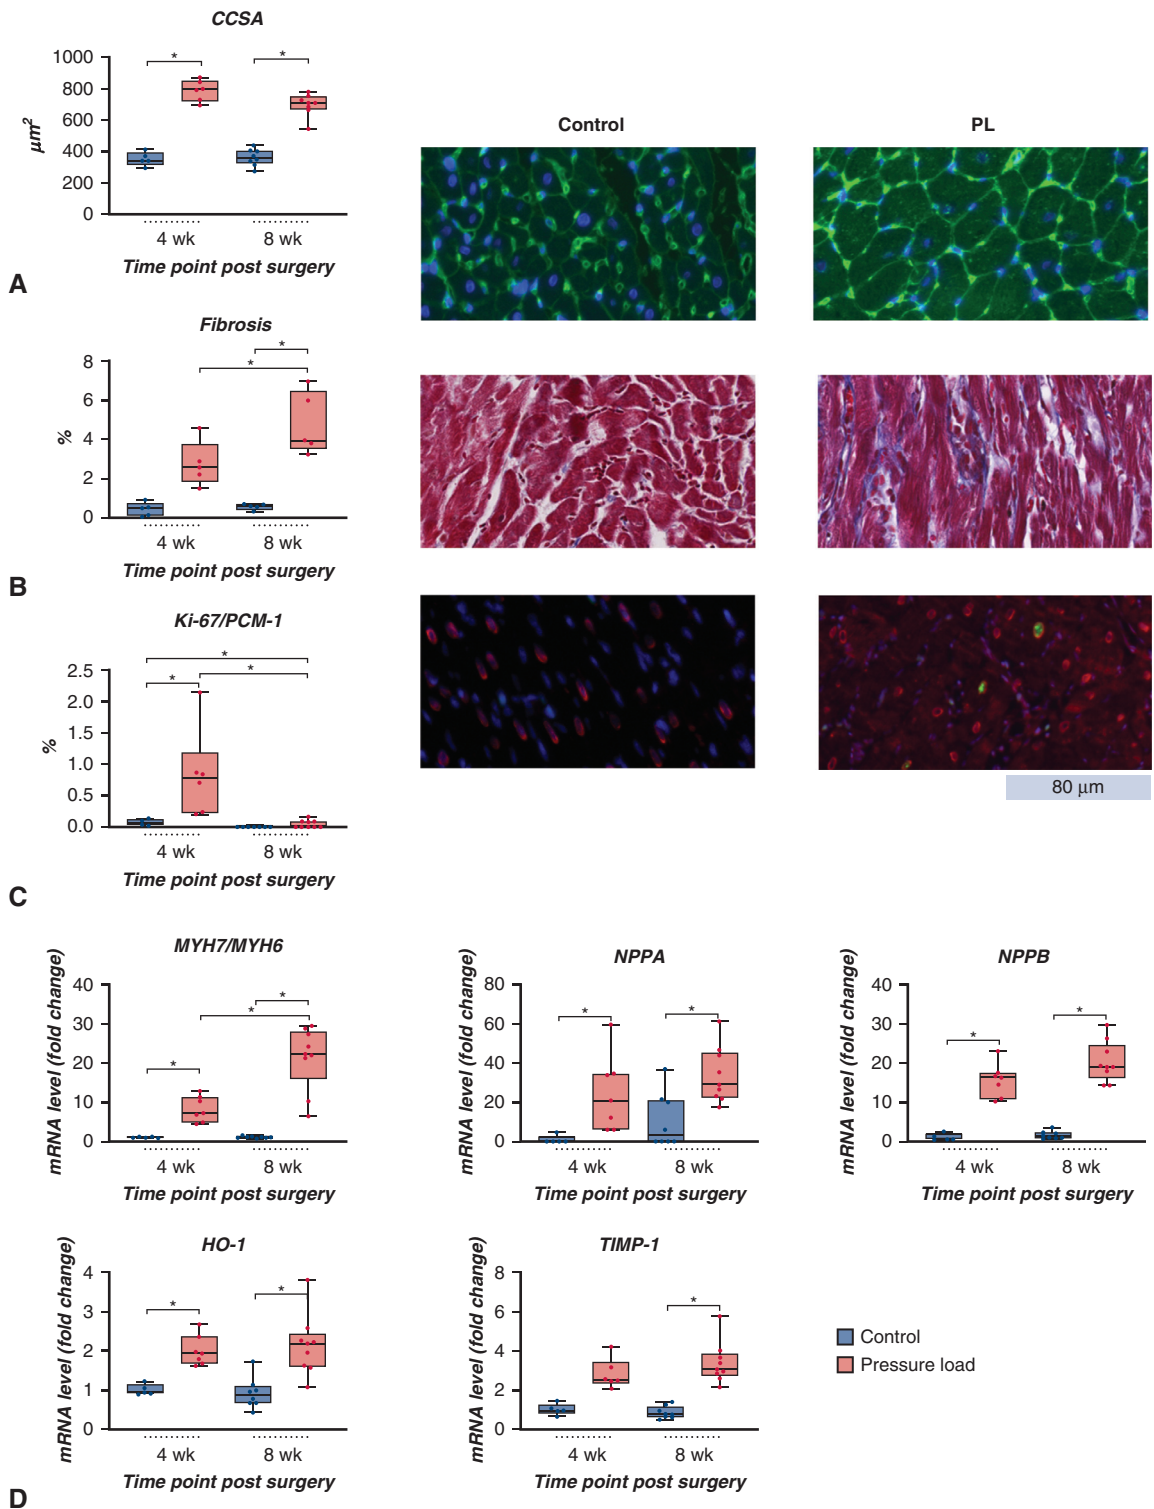 CCSA
μm2
1000
800
600
400
200
0
*
*
4 wk
8 wk
Time point post surgery
A
Control
PL
Fibrosis
%
8
6
4
2
0
*
*
4 wk
8 wk
Time point post surgery
B
Ki-67/PCM-1
%
2.5
2.0
1.5
1.0
0.5
0.0
*
*
*
4 wk
8 wk
Time point post surgery
C
80 μm
MYH7/MYH6
mRNA level (fold change)
40
30
20
10
0
*
*
*
4 wk
8 wk
Time point post surgery
NPPA
mRNA level (fold change)
80
60
40
20
0
*
*
4 wk
8 wk
Time point post surgery
NPPB
mRNA level (fold change)
40
30
20
10
0
*
*
4 wk
8 wk
Time point post surgery
HO-1
mRNA level (fold change)
4
3
2
1
0
*
*
4 wk
8 wk
Time point post surgery
TIMP-1
mRNA level (fold change)
8
6
4
2
0
*
4 wk
8 wk
Time point post surgery
Control
Pressure load
D